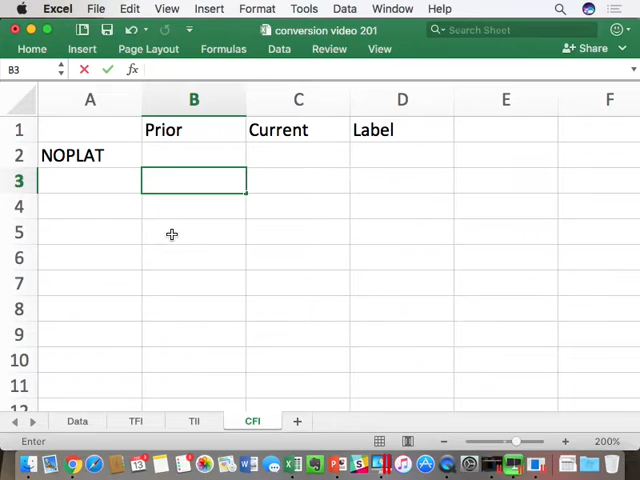 Excel File Edit View Insert Format Tools Data Window Help
conversion video 201
Search Sheet
Home Insert Page Layout Formulas Data Review View Share
B3 fx
A B C D E F
1 Prior Current Label
2 NOPLAT
3
4
5
6
7
8
9
10
11
12
Data TFI TII CFI
Enter 200%
13